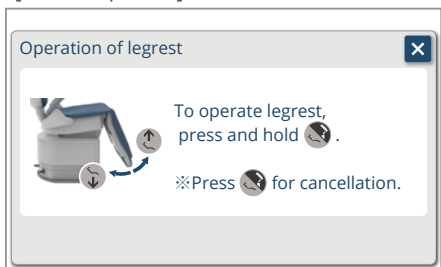 Operation of legrest
To operate legrest,
press and hold .
※Press for cancellation.